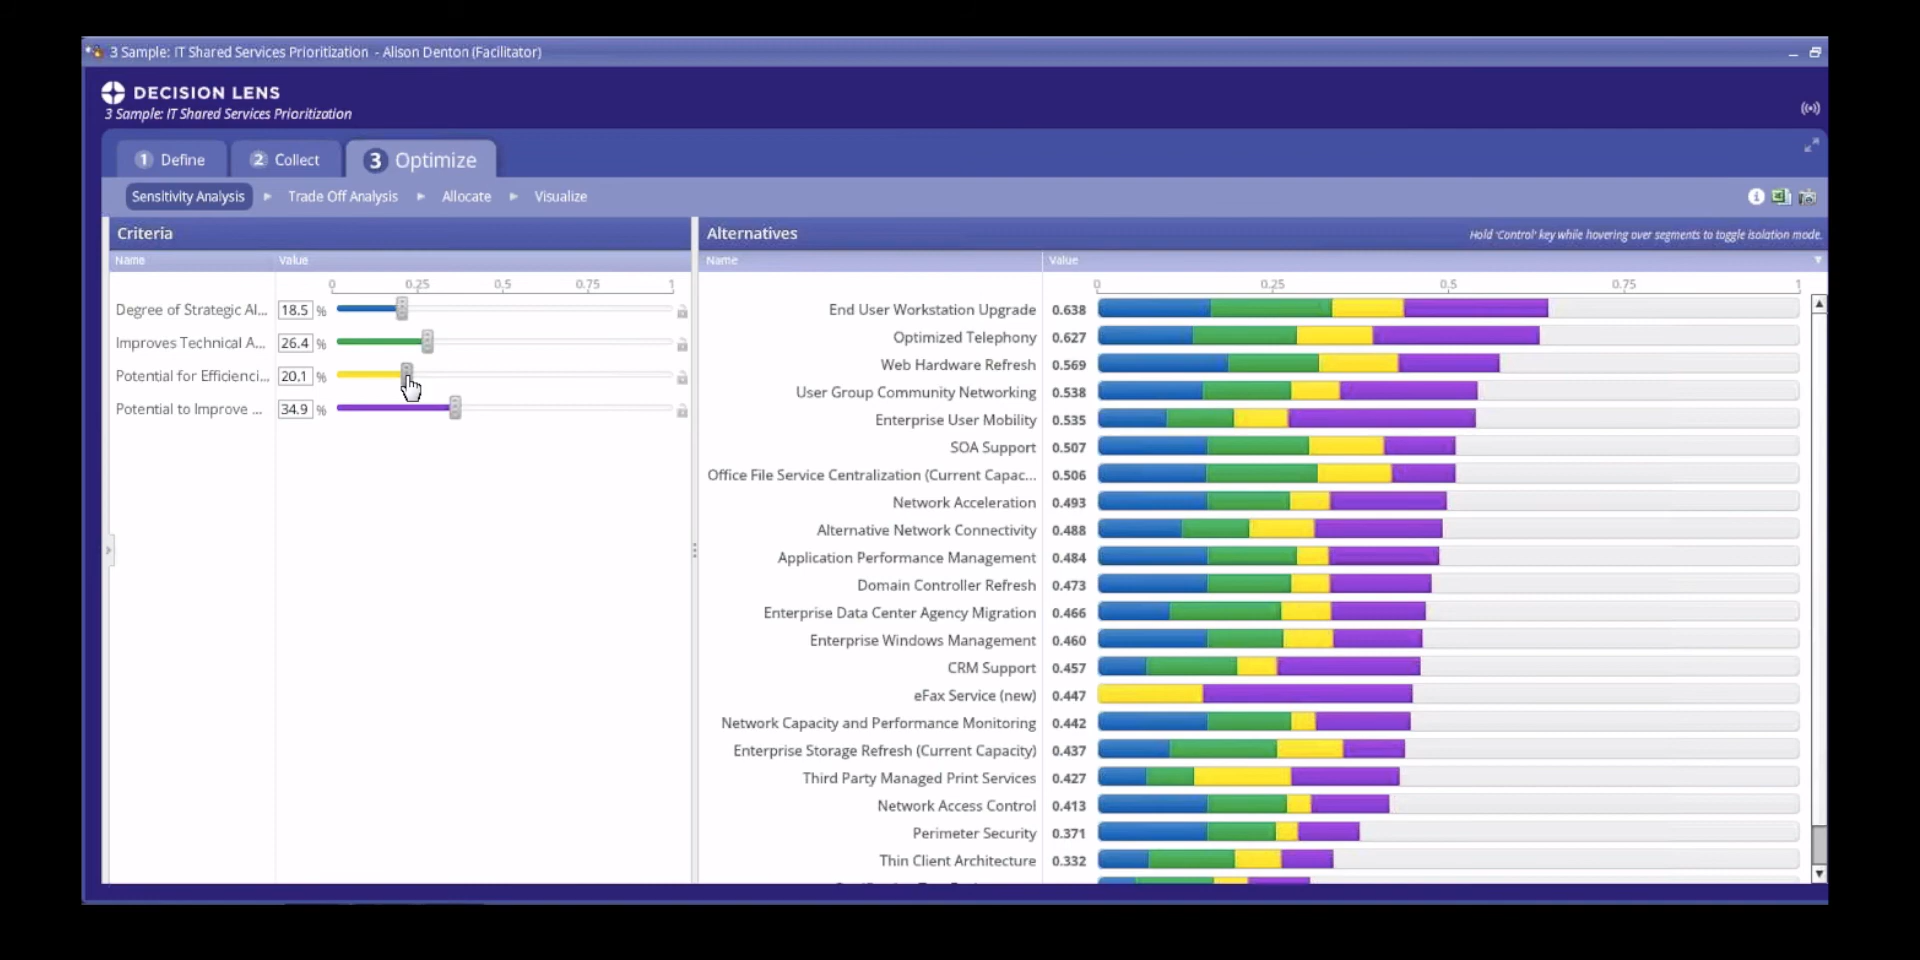 3 Sample: IT Shared Services Prioritization - Alison Denton (Facilitator)
DECISION LENS
3 Sample: IT Shared Services Prioritization
1 Define
2 Collect
3 Optimize
Sensitivity Analysis
Trade Off Analysis
Allocate
Visualize
Criteria
Name
Value
0 0.25 0.5 0.75 1
Degree of Strategic Al... 18.5 %
Improves Technical A... 26.4 %
Potential for Efficienci... 20.1 %
Potential to Improve ... 34.9 %
Alternatives
Hold 'Control' key while hovering over segments to toggle isolation mode.
Name
Value
0 0.25 0.5 0.75 1
End User Workstation Upgrade 0.638
Optimized Telephony 0.627
Web Hardware Refresh 0.569
User Group Community Networking 0.538
Enterprise User Mobility 0.535
SOA Support 0.507
Office File Service Centralization (Current Capac... 0.506
Network Acceleration 0.493
Alternative Network Connectivity 0.488
Application Performance Management 0.484
Domain Controller Refresh 0.473
Enterprise Data Center Agency Migration 0.466
Enterprise Windows Management 0.460
CRM Support 0.457
eFax Service (new) 0.447
Network Capacity and Performance Monitoring 0.442
Enterprise Storage Refresh (Current Capacity) 0.437
Third Party Managed Print Services 0.427
Network Access Control 0.413
Perimeter Security 0.371
Thin Client Architecture 0.332